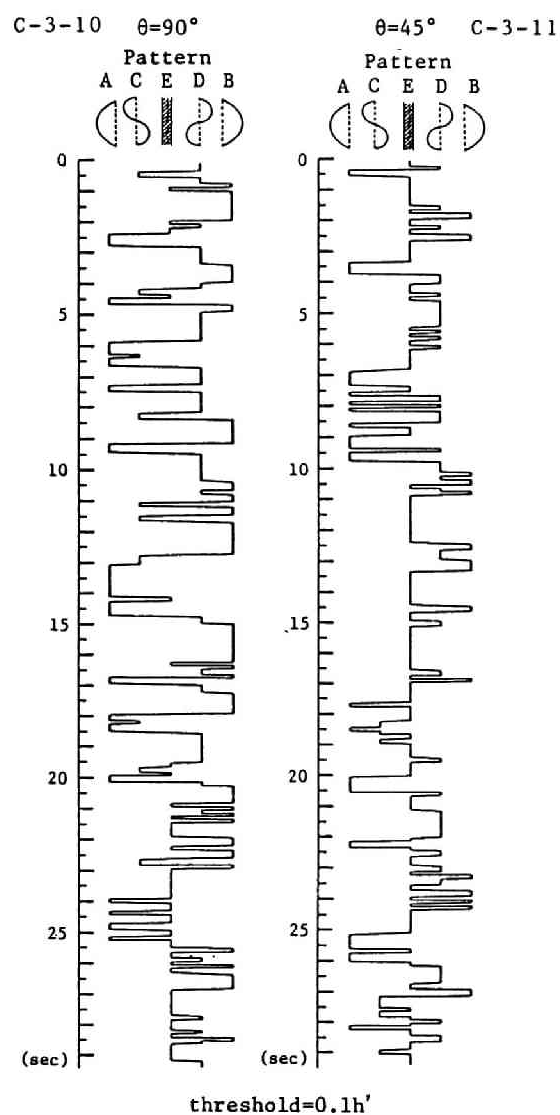 C-3-10 θ=90° θ=45° C-3-11
Pattern Pattern
A C E D B A C E D B
0 0
5 5
10 10
15 15
20 20
25 25
(sec) (sec)
threshold=0.1h'